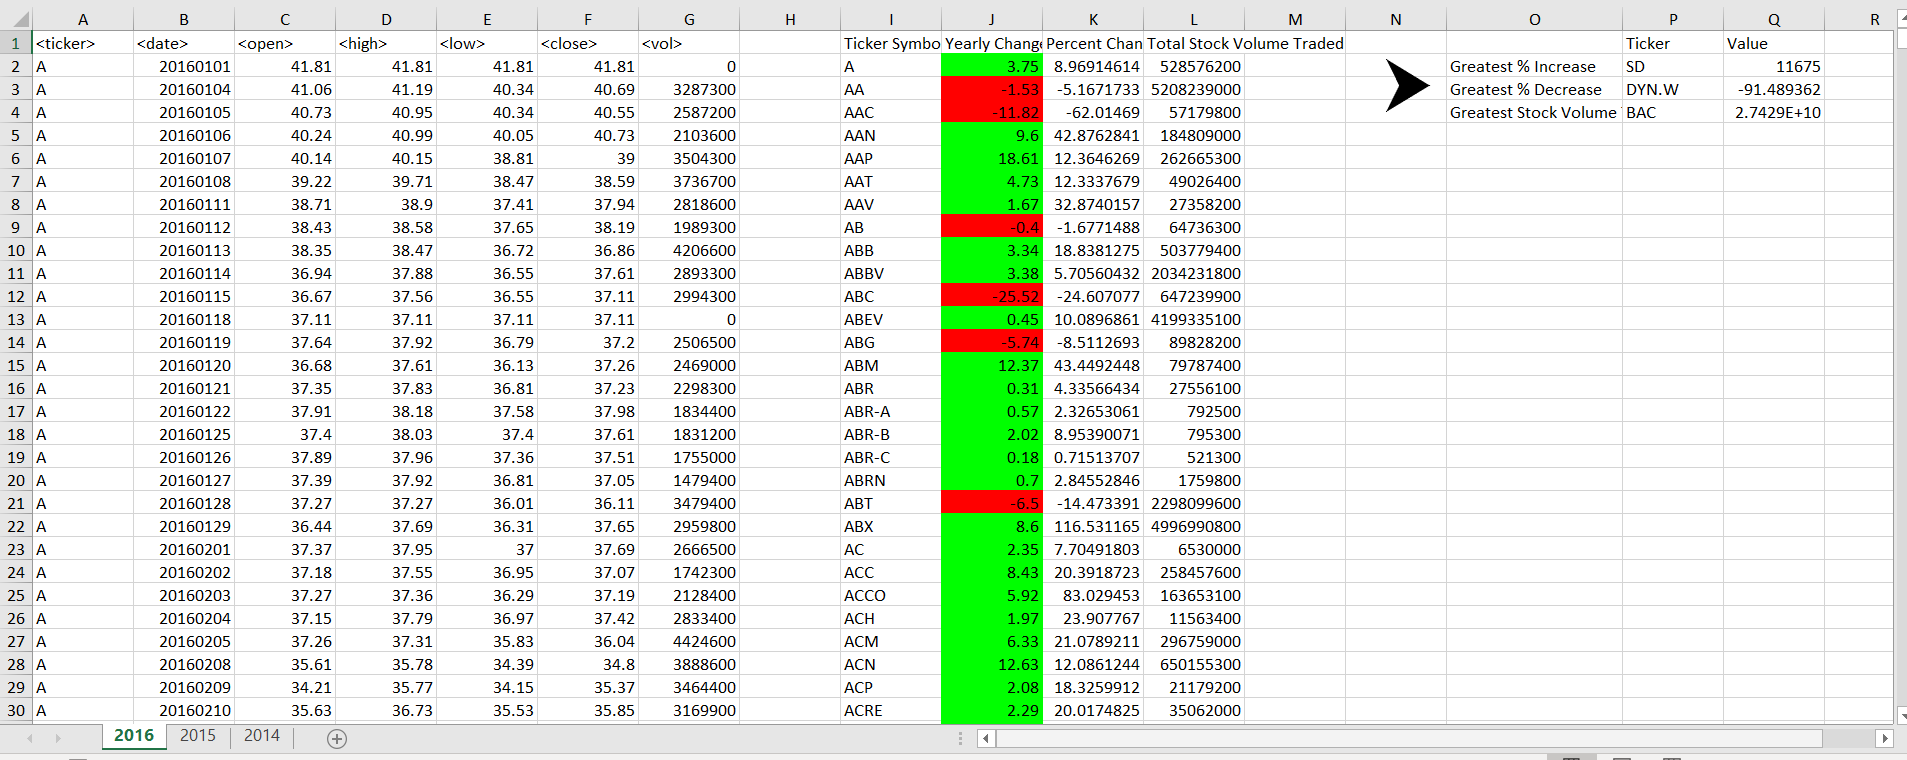 A B C D E F G H I J K L M N O P Q R
1 <ticker> <date> <open> <high> <low> <close> <vol> Ticker Symbo Yearly Change Percent Chan Total Stock Volume Traded Ticker Value
2 A 20160101 41.81 41.81 41.81 41.81 0 A 3.75 8.96914614 528576200 Greatest % Increase SD 11675
3 A 20160104 41.06 41.19 40.34 40.69 3287300 AA -1.53 -5.1671733 5208239000 Greatest % Decrease DYN.W -91.489362
4 A 20160105 40.73 40.95 40.34 40.55 2587200 AAC -11.82 -62.01469 57179800 Greatest Stock Volume BAC 2.7429E+10
5 A 20160106 40.24 40.99 40.05 40.73 2103600 AAN 9.6 42.8762841 184809000
6 A 20160107 40.14 40.15 38.81 39 3504300 AAP 18.61 12.3646269 262665300
7 A 20160108 39.22 39.71 38.47 38.59 3736700 AAT 4.73 12.3337679 49026400
8 A 20160111 38.71 38.9 37.41 37.94 2818600 AAV 1.67 32.8740157 27358200
9 A 20160112 38.43 38.58 37.65 38.19 1989300 AB -0.4 -1.6771488 64736300
10 A 20160113 38.35 38.47 36.72 36.86 4206600 ABB 3.34 18.8381275 503779400
11 A 20160114 36.94 37.88 36.55 37.61 2893300 ABBV 3.38 5.70560432 2034231800
12 A 20160115 36.67 37.56 36.55 37.11 2994300 ABC -25.52 -24.607077 647239900
13 A 20160118 37.11 37.11 37.11 37.11 0 ABEV 0.45 10.0896861 4199335100
14 A 20160119 37.64 37.92 36.79 37.2 2506500 ABG -5.74 -8.5112693 89828200
15 A 20160120 36.68 37.61 36.13 37.26 2469000 ABM 12.37 43.4492448 79787400
16 A 20160121 37.35 37.83 36.81 37.23 2298300 ABR 0.31 4.33566434 27556100
17 A 20160122 37.91 38.18 37.58 37.98 1834400 ABR-A 0.57 2.32653061 792500
18 A 20160125 37.4 38.03 37.4 37.61 1831200 ABR-B 2.02 8.95390071 795300
19 A 20160126 37.89 37.96 37.36 37.51 1755000 ABR-C 0.18 0.71513707 521300
20 A 20160127 37.39 37.92 36.81 37.05 1479400 ABRN 0.7 2.84552846 1759800
21 A 20160128 37.27 37.27 36.01 36.11 3479400 ABT -6.5 -14.473391 2298099600
22 A 20160129 36.44 37.69 36.31 37.65 2959800 ABX 8.6 116.531165 4996990800
23 A 20160201 37.37 37.95 37 37.69 2666500 AC 2.35 7.70491803 6530000
24 A 20160202 37.18 37.55 36.95 37.07 1742300 ACC 8.43 20.3918723 258457600
25 A 20160203 37.27 37.36 36.29 37.19 2128400 ACCO 5.92 83.029453 163653100
26 A 20160204 37.15 37.79 36.97 37.42 2833400 ACH 1.97 23.907767 11563400
27 A 20160205 37.26 37.31 35.83 36.04 4424600 ACM 6.33 21.0789211 296759000
28 A 20160208 35.61 35.78 34.39 34.8 3888600 ACN 12.63 12.0861244 650155300
29 A 20160209 34.21 35.77 34.15 35.37 3464400 ACP 2.08 18.3259912 21179200
30 A 20160210 35.63 36.73 35.53 35.85 3169900 ACRE 2.29 20.0174825 35062000
2016 2015 2014